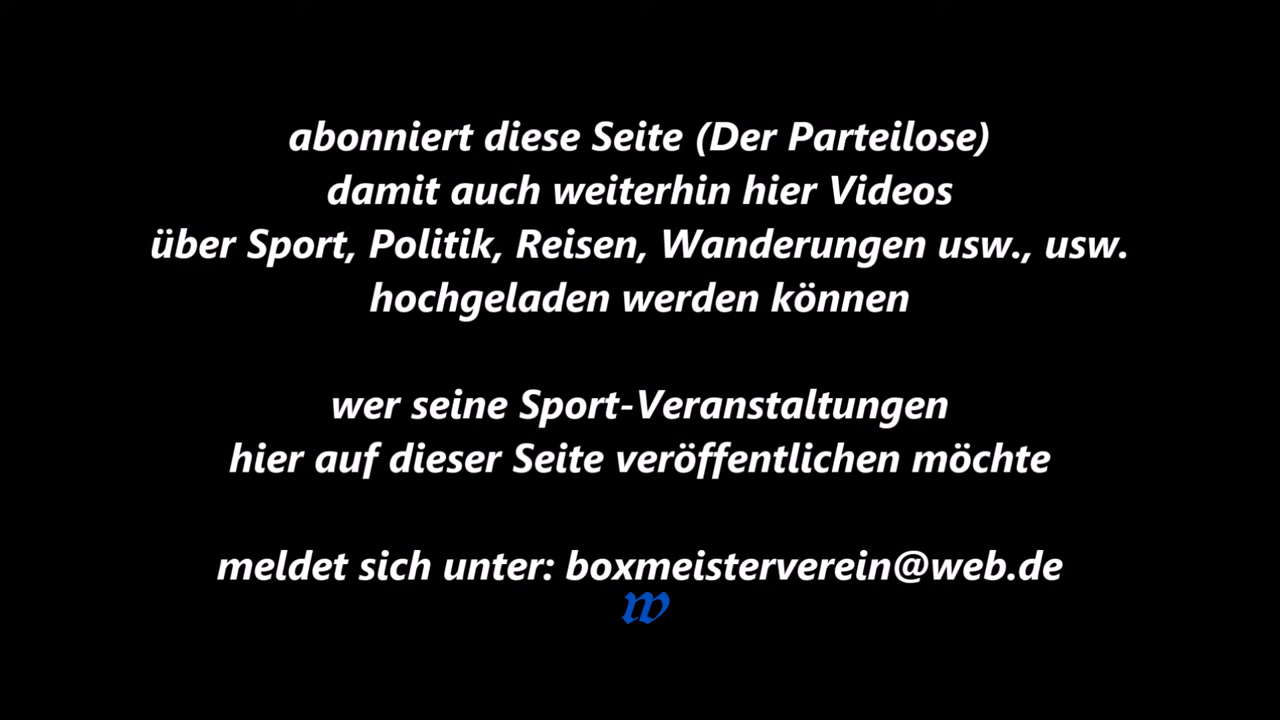 abonniert diese Seite (Der Parteilose)
damit auch weiterhin hier Videos
über Sport, Politik, Reisen, Wanderungen usw., usw.
hochgeladen werden können
wer seine Sport-Veranstaltungen
hier auf dieser Seite veröffentlichen möchte
meldet sich unter: boxmeisterverein@web.de
w